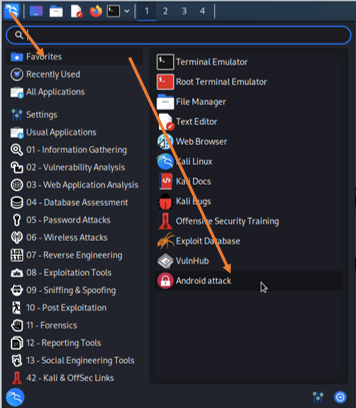 1 2 3 4
Favorites
Recently Used
All Applications
Settings
Usual Applications
01 - Information Gathering
02 - Vulnerability Analysis
03 - Web Application Analysis
04 - Database Assessment
05 - Password Attacks
06 - Wireless Attacks
07 - Reverse Engineering
08 - Exploitation Tools
09 - Sniffing & Spoofing
10 - Post Exploitation
11 - Forensics
12 - Reporting Tools
13 - Social Engineering Tools
42 - Kali & OffSec Links
Terminal Emulator
Root Terminal Emulator
File Manager
Text Editor
Web Browser
Kali Linux
Kali Docs
Kali Bugs
Offensive Security Training
Exploit Database
VulnHub
Android attack